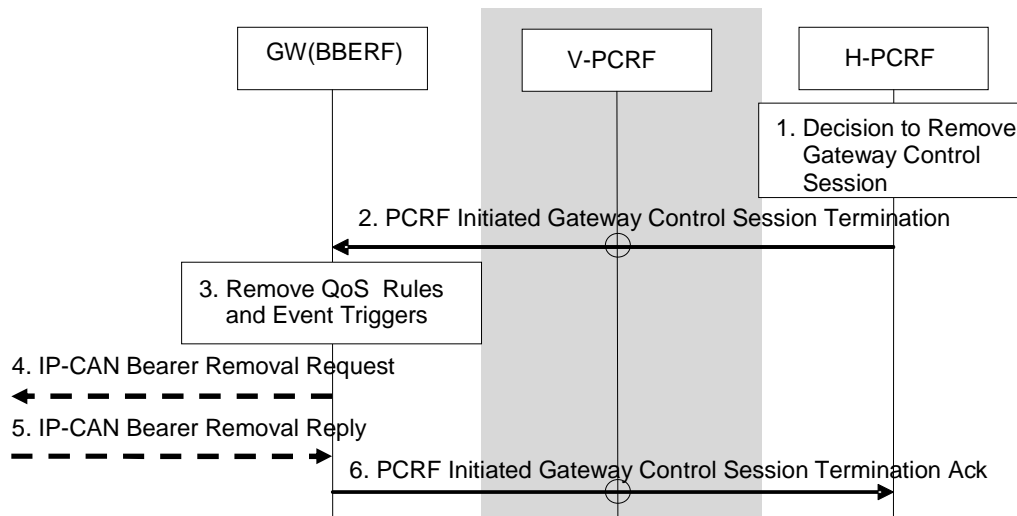 GW(BBERF)
V-PCRF
H-PCRF
1. Decision to Remove
Gateway Control
Session
2. PCRF Initiated Gateway Control Session Termination
3. Remove QoS Rules
and Event Triggers
4. IP-CAN Bearer Removal Request
5. IP-CAN Bearer Removal Reply
6. PCRF Initiated Gateway Control Session Termination Ack